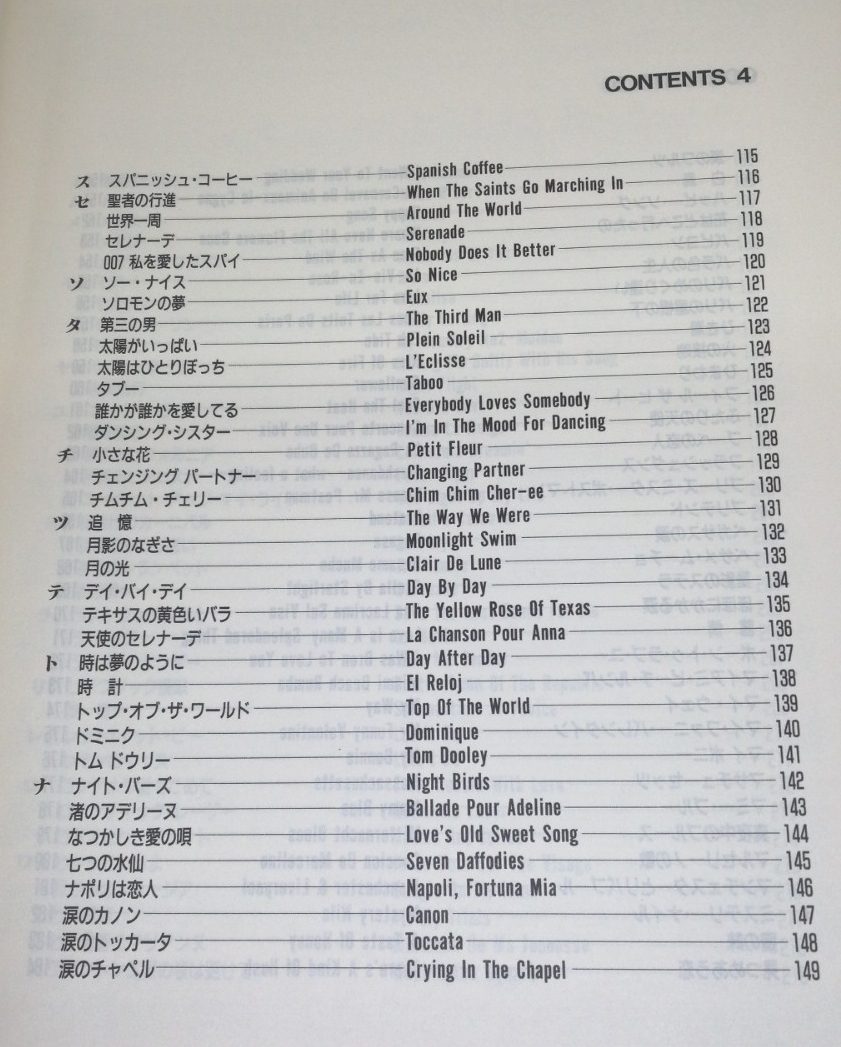 CONTENTS 4
ス スパニッシュ・コーヒー Spanish Coffee 115
セ 聖者の行進 When The Saints Go Marching In 116
世界一周 Around The World 117
セレナーデ Serenade 118
007 私を愛したスパイ Nobody Does It Better 119
ソ ソー・ナイス So Nice 120
ソロモンの夢 Eux 121
タ 第三の男 The Third Man 122
太陽がいっぱい Plein Soleil 123
太陽はひとりぼっち L'Eclisse 124
タブー Taboo 125
誰かが誰かを愛してる Everybody Loves Somebody 126
ダンシング・シスター I'm In The Mood For Dancing 127
チ 小さな花 Petit Fleur 128
チェンジング パートナー Changing Partner 129
チムチム・チェリー Chim Chim Cher-ee 130
ツ 追 憶 The Way We Were 131
月影のなぎさ Moonlight Swim 132
月の光 Clair De Lune 133
テ デイ・バイ・デイ Day By Day 134
テキサスの黄色いバラ The Yellow Rose Of Texas 135
天使のセレナーデ La Chanson Pour Anna 136
ト 時は夢のように Day After Day 137
時 計 El Reloj 138
トップ・オブ・ザ・ワールド Top Of The World 139
ドミニク Dominique 140
トム ドウリー Tom Dooley 141
ナ ナイト・バーズ Night Birds 142
渚のアデリーヌ Ballade Pour Adeline 143
なつかしき愛の唄 Love's Old Sweet Song 144
七つの水仙 Seven Daffodies 145
ナポリは恋人 Napoli, Fortuna Mia 146
涙のカノン Canon 147
涙のトッカータ Toccata 148
涙のチャペル Crying In The Chapel 149